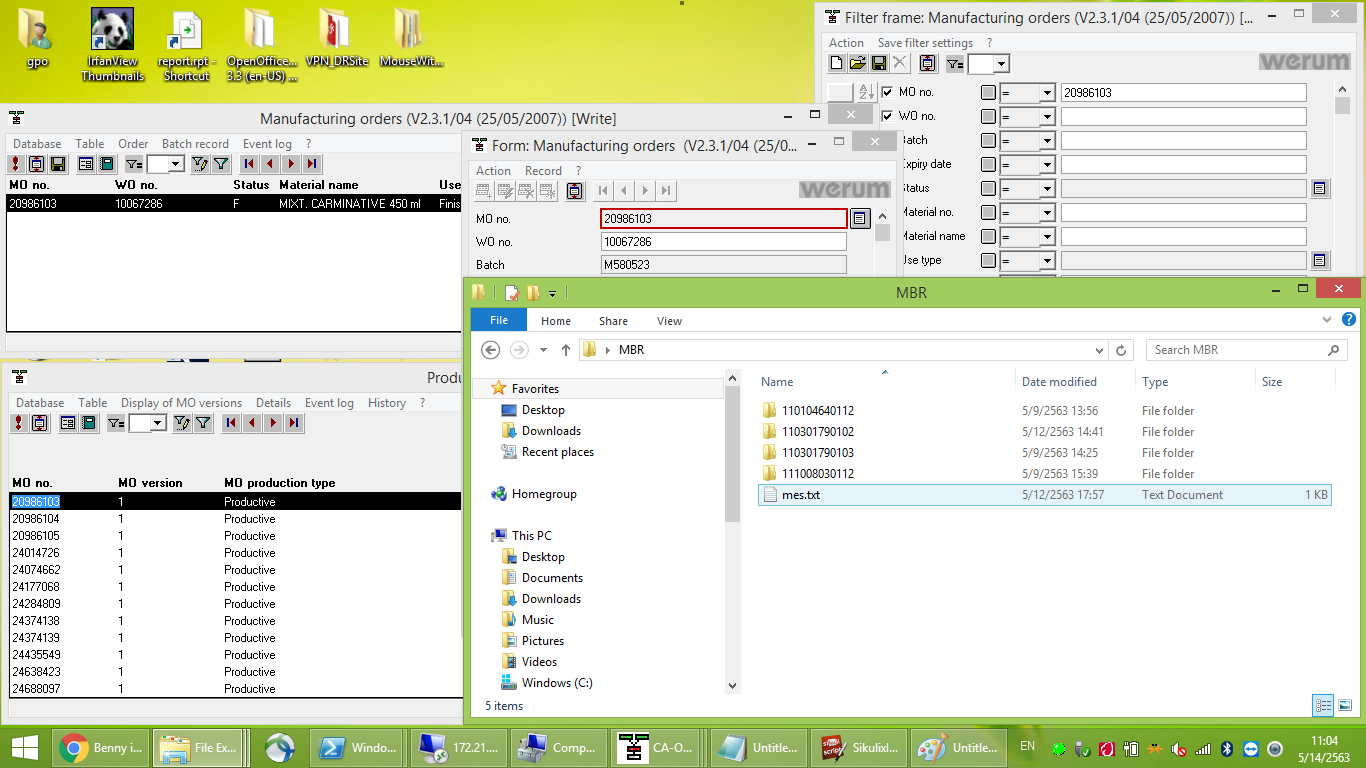 gpo
IrfanView Thumbnails
report.rpt - Shortcut
OpenOffice... 3.3 (en-US) ...
VPN_DRSite
MouseWit...
Filter frame: Manufacturing orders (V2.3.1/04 (25/05/2007)) [...
Action Save filter settings ?
werum
MO no. = 20986103
WO no. =
Batch =
Expiry date =
Status =
Material no. =
Material name =
Use type =
Manufacturing orders (V2.3.1/04 (25/05/2007)) [Write]
Database Table Order Batch record Event log ?
MO no. WO no. Status Material name Use
20986103 10067286 F MIXT. CARMINATIVE 450 ml Finis
Form: Manufacturing orders (V2.3.1/04 (25/0...
Action Record ?
werum
MO no. 20986103
WO no. 10067286
Batch M580523
Produ
Database Table Display of MO versions Details Event log History ?
MO no. MO version MO production type
20986103 1 Productive
20986104 1 Productive
20986105 1 Productive
24014726 1 Productive
24074662 1 Productive
24177068 1 Productive
24284809 1 Productive
24374138 1 Productive
24374139 1 Productive
24435549 1 Productive
24638423 1 Productive
24688097 1 Productive
MBR
File Home Share View
MBR
Search MBR
Favorites
Desktop
Downloads
Recent places
Homegroup
This PC
Desktop
Documents
Downloads
Music
Pictures
Videos
Windows (C:)
Name Date modified Type Size
110104640112 5/9/2563 13:56 File folder
110301790102 5/12/2563 14:41 File folder
110301790103 5/9/2563 14:25 File folder
111008030112 5/9/2563 15:39 File folder
mes.txt 5/12/2563 17:57 Text Document 1 KB
5 items
Benny i... File Ex... Windo... 172.21.... Comp... CA-O... Untitle... Sikulixl... Untitle... EN
11:04
5/14/2563